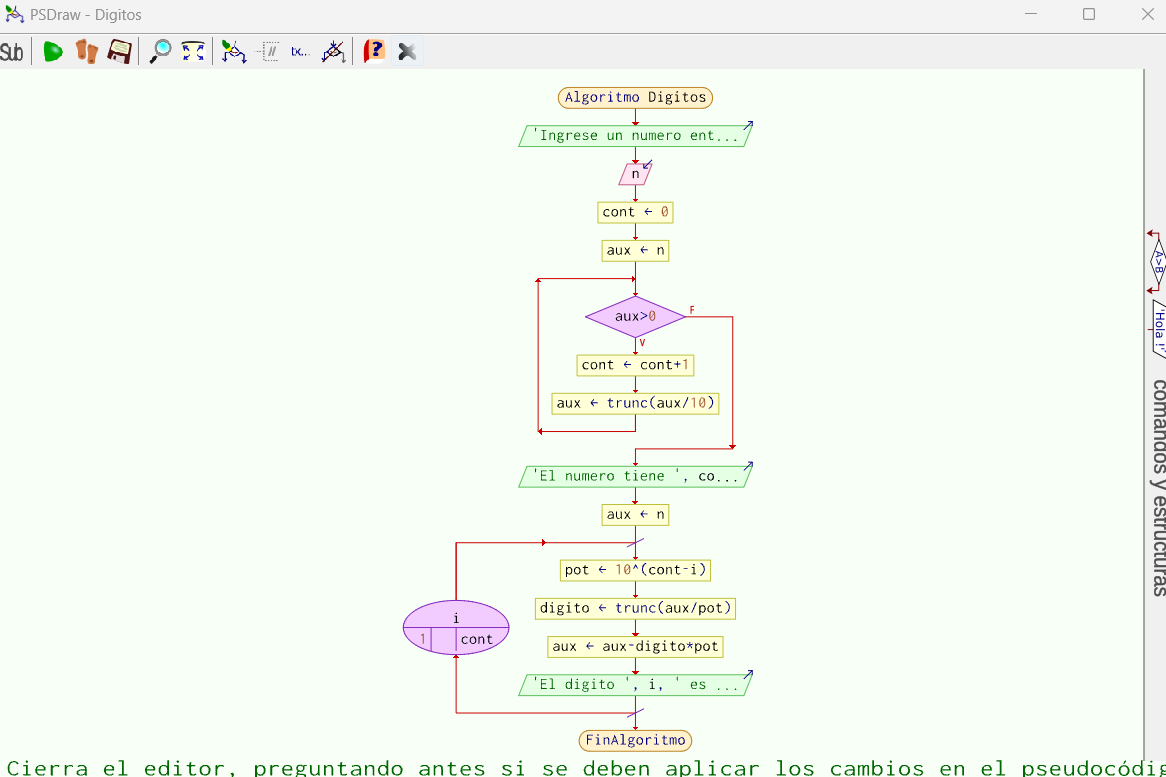 PSDraw - Digitos
Sub
tx...
?
Algoritmo Digitos
'Ingrese un numero ent...
n
cont ← 0
aux ← n
aux>0
F
V
cont ← cont+1
aux ← trunc(aux/10)
'El numero tiene ', co...
aux ← n
pot ← 10^(cont-i)
digito ← trunc(aux/pot)
i
1 cont
aux ← aux-digito*pot
'El digito ', i, ' es ...
FinAlgoritmo
A>B
'Hola !'
comandos y estructuras
Cierra el editor, preguntando antes si se deben aplicar los cambios en el pseudocódig